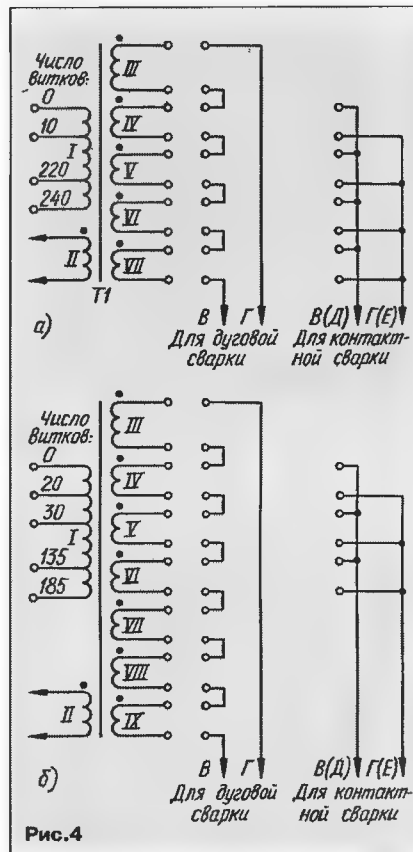 Число
витков:
0
10
I
220
240
II
T1
III
IV
V
VI
VII
а)
В Г
Для дуговой
сварки
В(Д) Г(Е)
Для контакт-
ной сварки
Число
витков:
0
20
30
I
135
185
II
III
IV
V
VI
VII
VIII
IX
б)
В Г
Для дуговой
сварки
В(Д) Г(Е)
Для контакт-
ной сварки
Рис.4